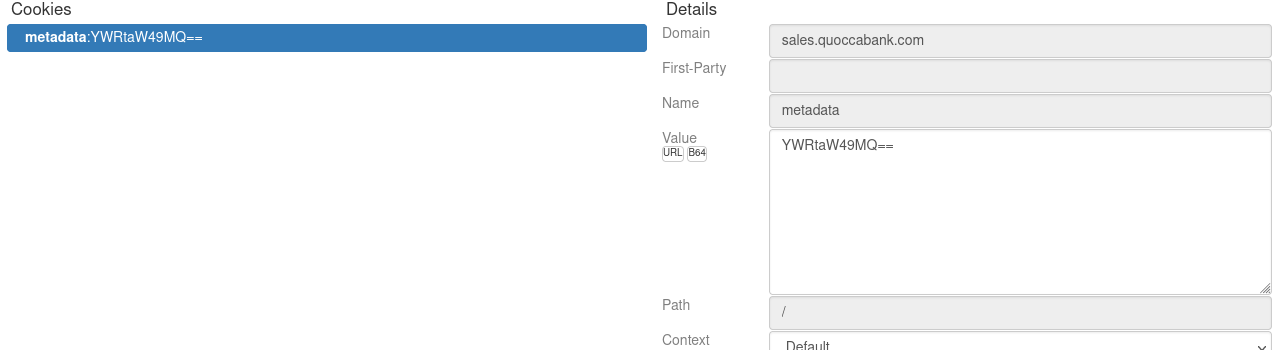 Cookies
metadata:YWRtaW49MQ==
Details
Domain
sales.quoccabank.com
First-Party
Name
metadata
Value
URL B64
YWRtaW49MQ==
Path
/
Context
Default